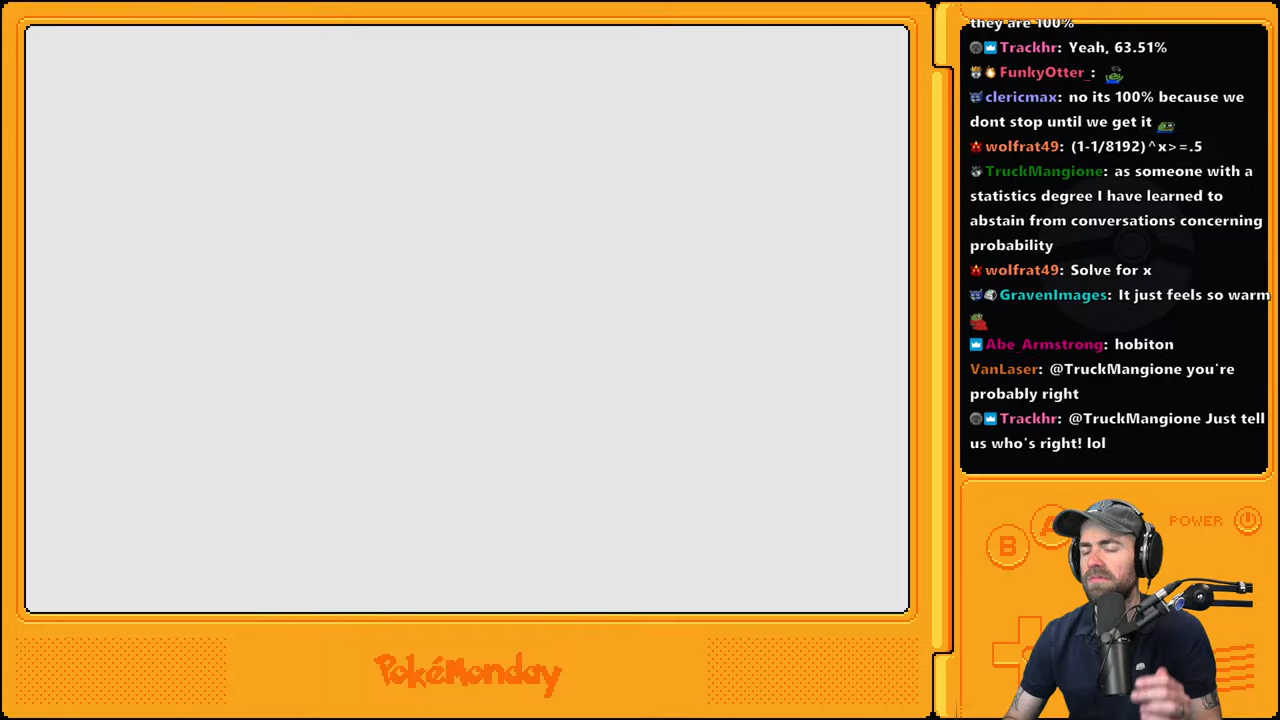 they are 100%
Trackhr: Yeah, 63.51%
FunkyOtter_:
clericmax: no its 100% because we
dont stop until we get it
wolfrat49: (1-1/8192)^x>=.5
TruckMangione: as someone with a
statistics degree I have learned to
abstain from conversations concerning
probability
wolfrat49: Solve for x
GravenImages: It just feels so warm
Abe_Armstrong: hobiton
VanLaser: @TruckMangione you're
probably right
Trackhr: @TruckMangione Just tell
us who's right! lol
B
A
POWER
PokéMonday